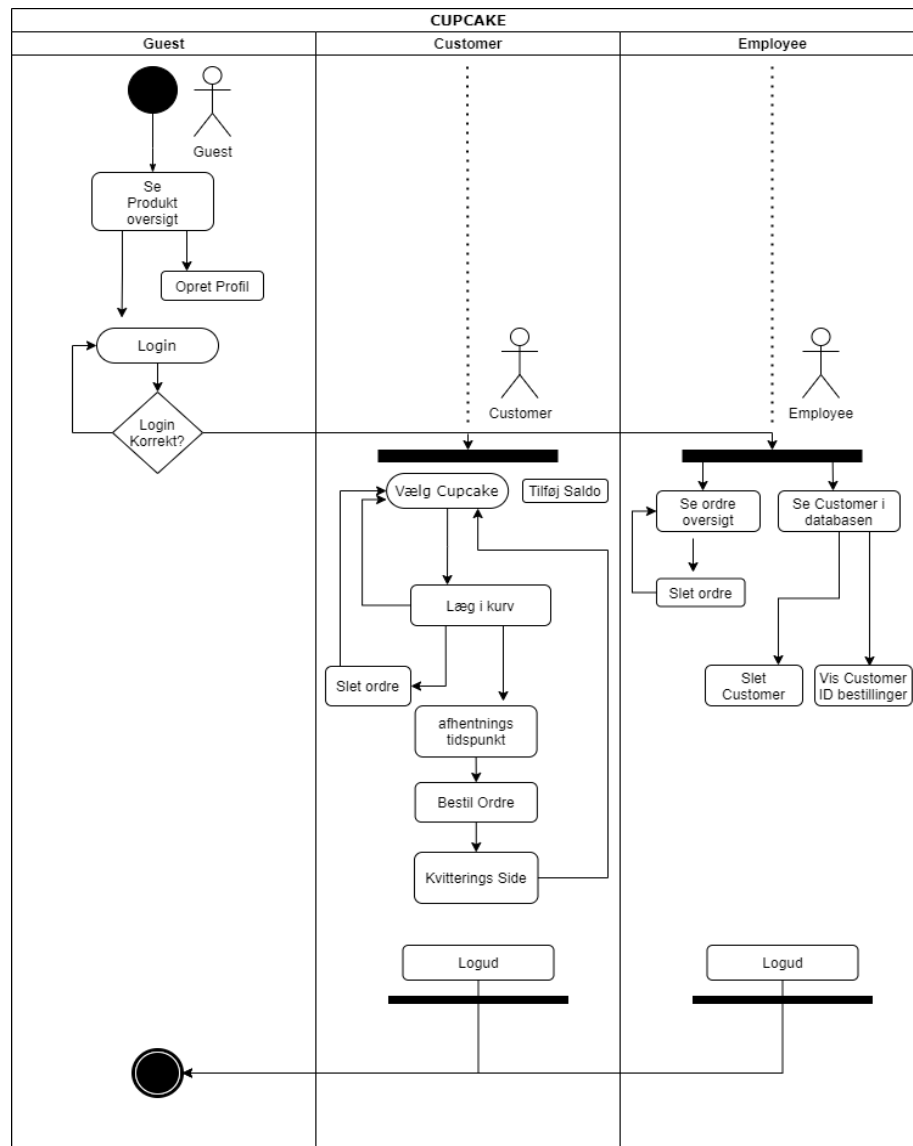 CUPCAKE
Guest
Customer
Employee
Guest
Se
Produkt
oversigt
Opret Profil
Login
Login
Korrekt?
Customer
Employee
Vælg Cupcake
Tilføj Saldo
Se ordre
oversigt
Se Customer i
databasen
Læg i kurv
Slet ordre
Slet ordre
Slet
Customer
Vis Customer
ID bestillinger
afhentnings
tidspunkt
Bestil Ordre
Kvitterings Side
Logud
Logud